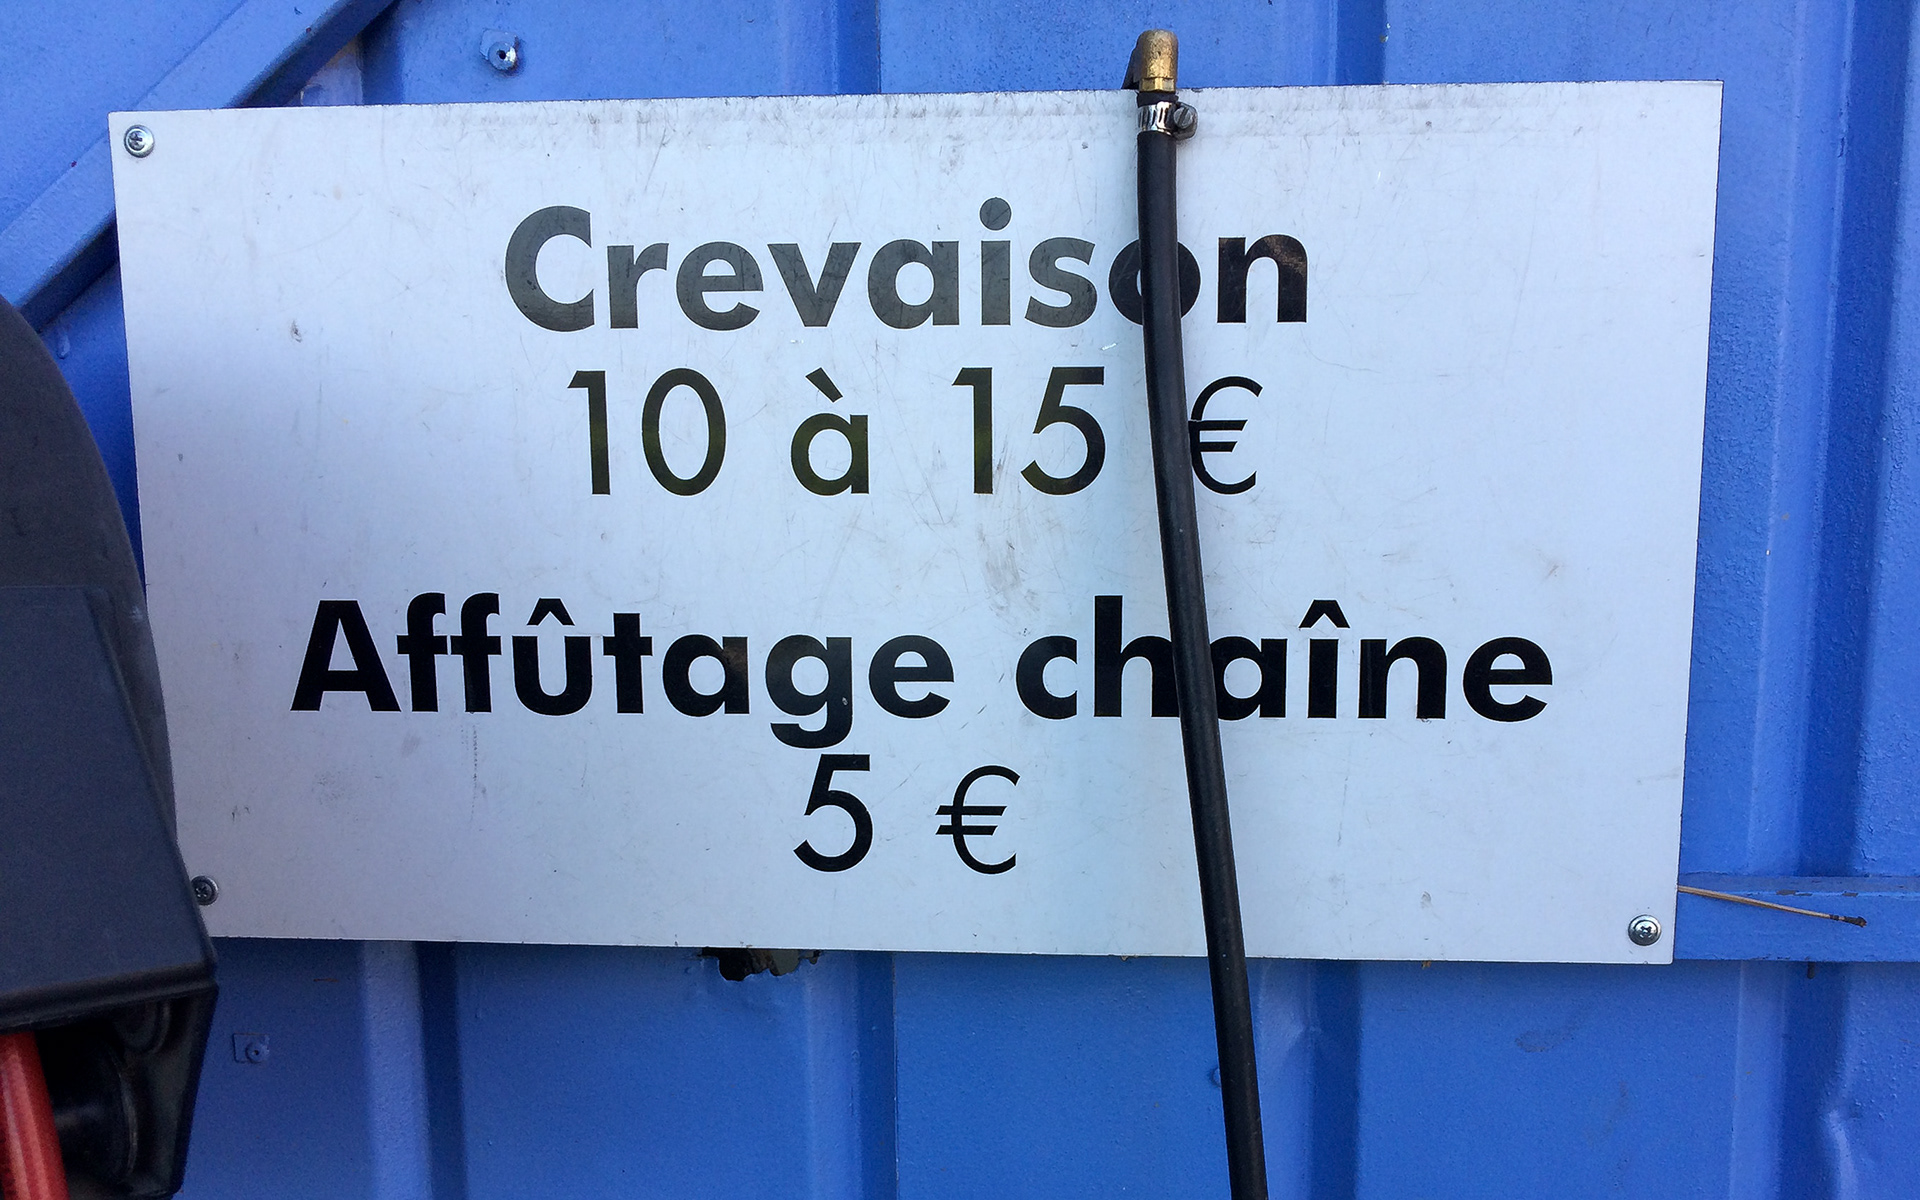 Crevaison
10 à 15 €
Affûtage chaîne
5 €